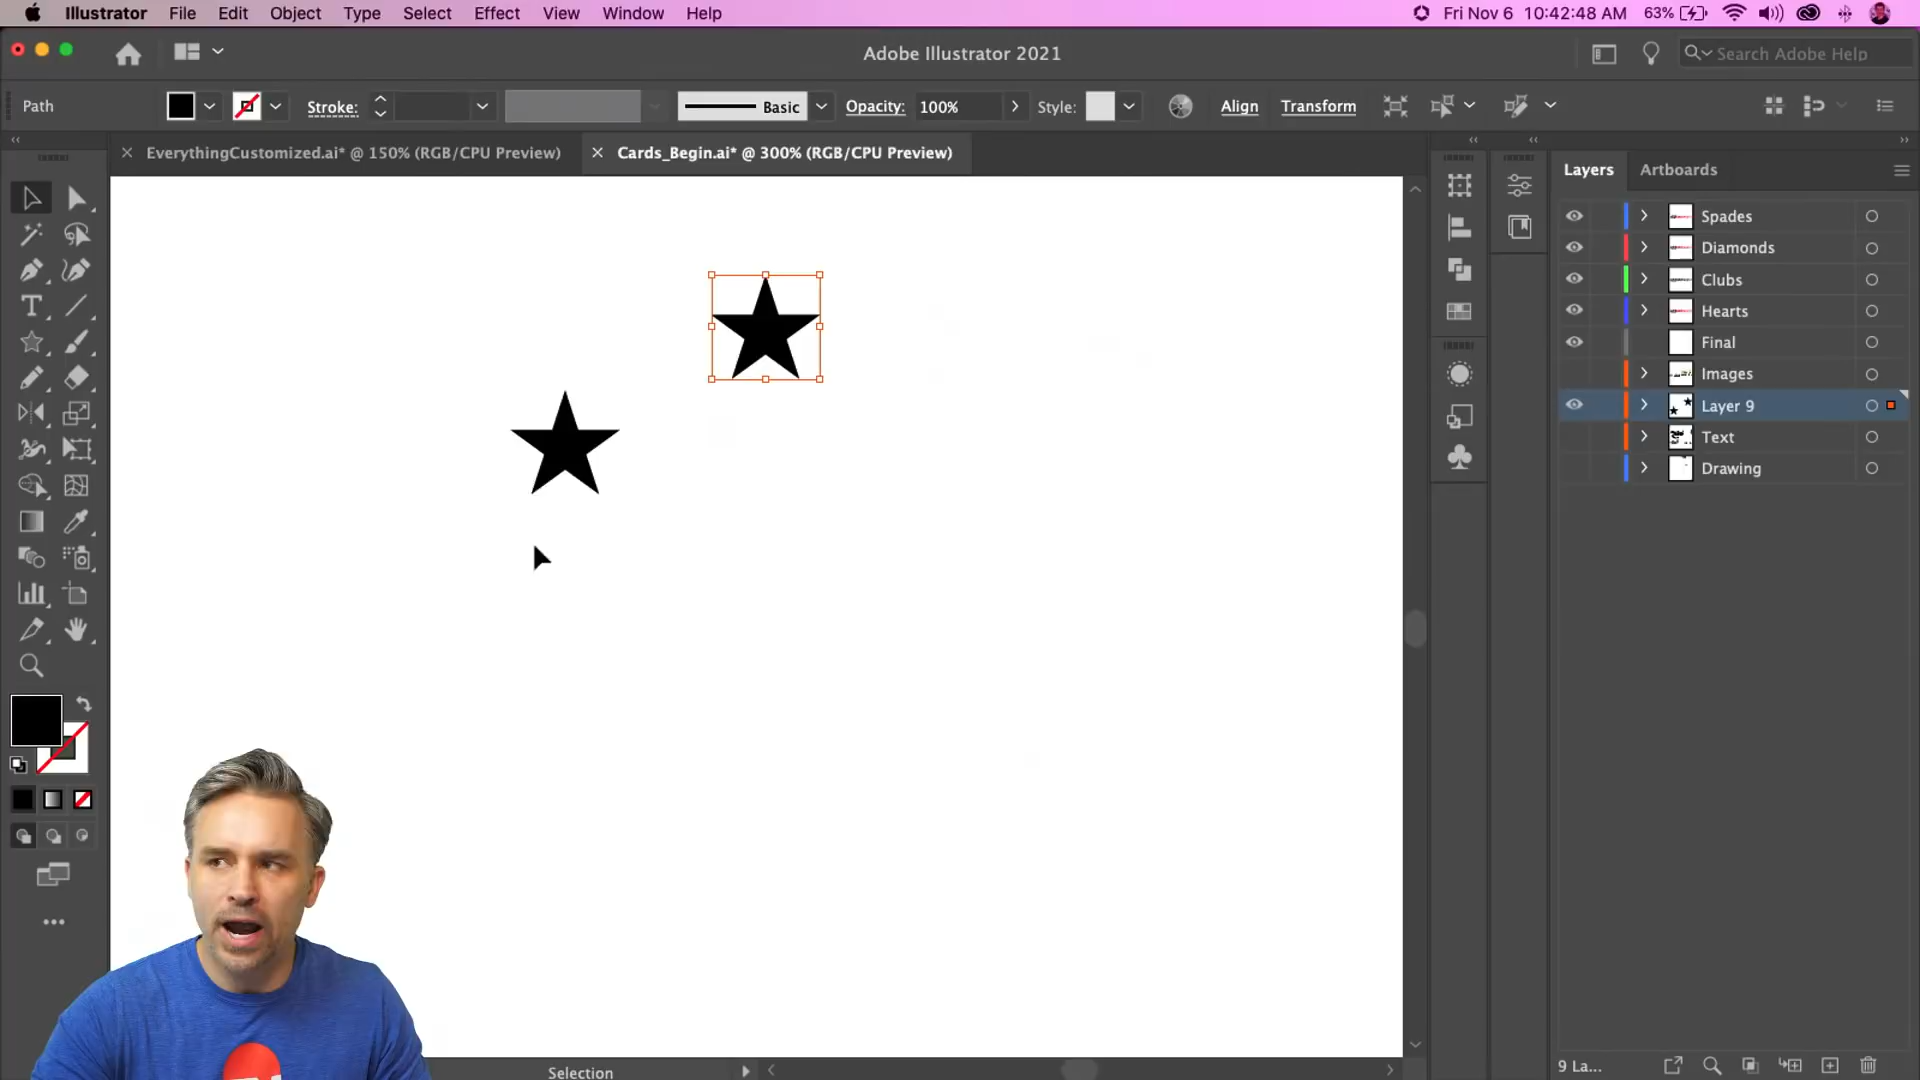 Illustrator File Edit Object Type Select Effect View Window Help Fri Nov 6 10:42:48 AM 63%
Adobe Illustrator 2021 Search Adobe Help
Path Stroke: Basic Opacity: 100% Style: Align Transform
EverythingCustomized.ai* @ 150% (RGB/CPU Preview) Cards_Begin.ai* @ 300% (RGB/CPU Preview)
Layers Artboards
Spades
Diamonds
Clubs
Hearts
Final
Images
Layer 9
Text
Drawing
9 La...
Selection